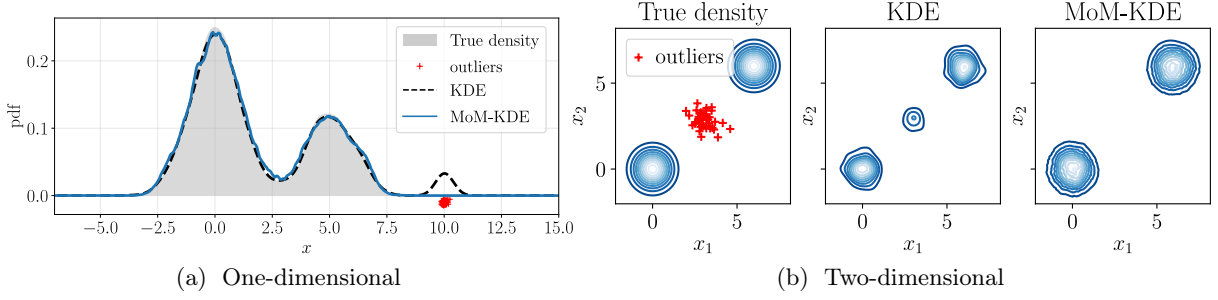 True density
outliers
KDE
MoM-KDE
pdf
0.2
0.1
0.0
−5.0
−2.5
0.0
2.5
5.0
7.5
10.0
12.5
15.0
x
(a) One-dimensional
True density
KDE
MoM-KDE
outliers
x2
5
0
0
5
x1
x2
0
5
x1
x2
0
5
x1
(b) Two-dimensional